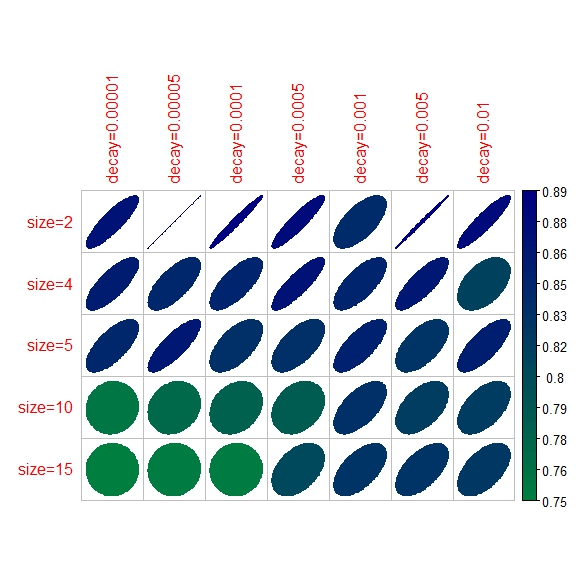 decay=0.00001
decay=0.00005
decay=0.0001
decay=0.0005
decay=0.001
decay=0.005
decay=0.01
size=2
size=4
size=5
size=10
size=15
0.89
0.88
0.86
0.85
0.83
0.82
0.8
0.79
0.78
0.76
0.75